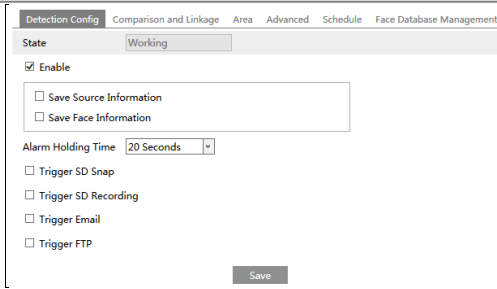 Detection Config Comparison and Linkage Area Advanced Schedule Face Database Management
State Working
Enable
Save Source Information
Save Face Information
Alarm Holding Time 20 Seconds
Trigger SD Snap
Trigger SD Recording
Trigger Email
Trigger FTP
Save